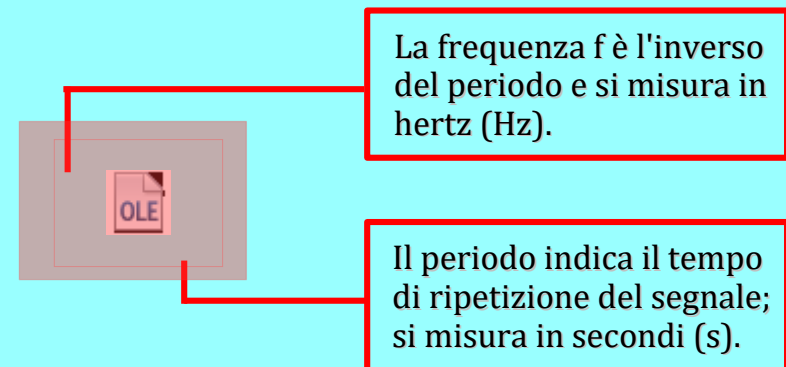 La frequenza f è l'inverso
del periodo e si misura in
hertz (Hz).
OLE
Il periodo indica il tempo
di ripetizione del segnale;
si misura in secondi (s).